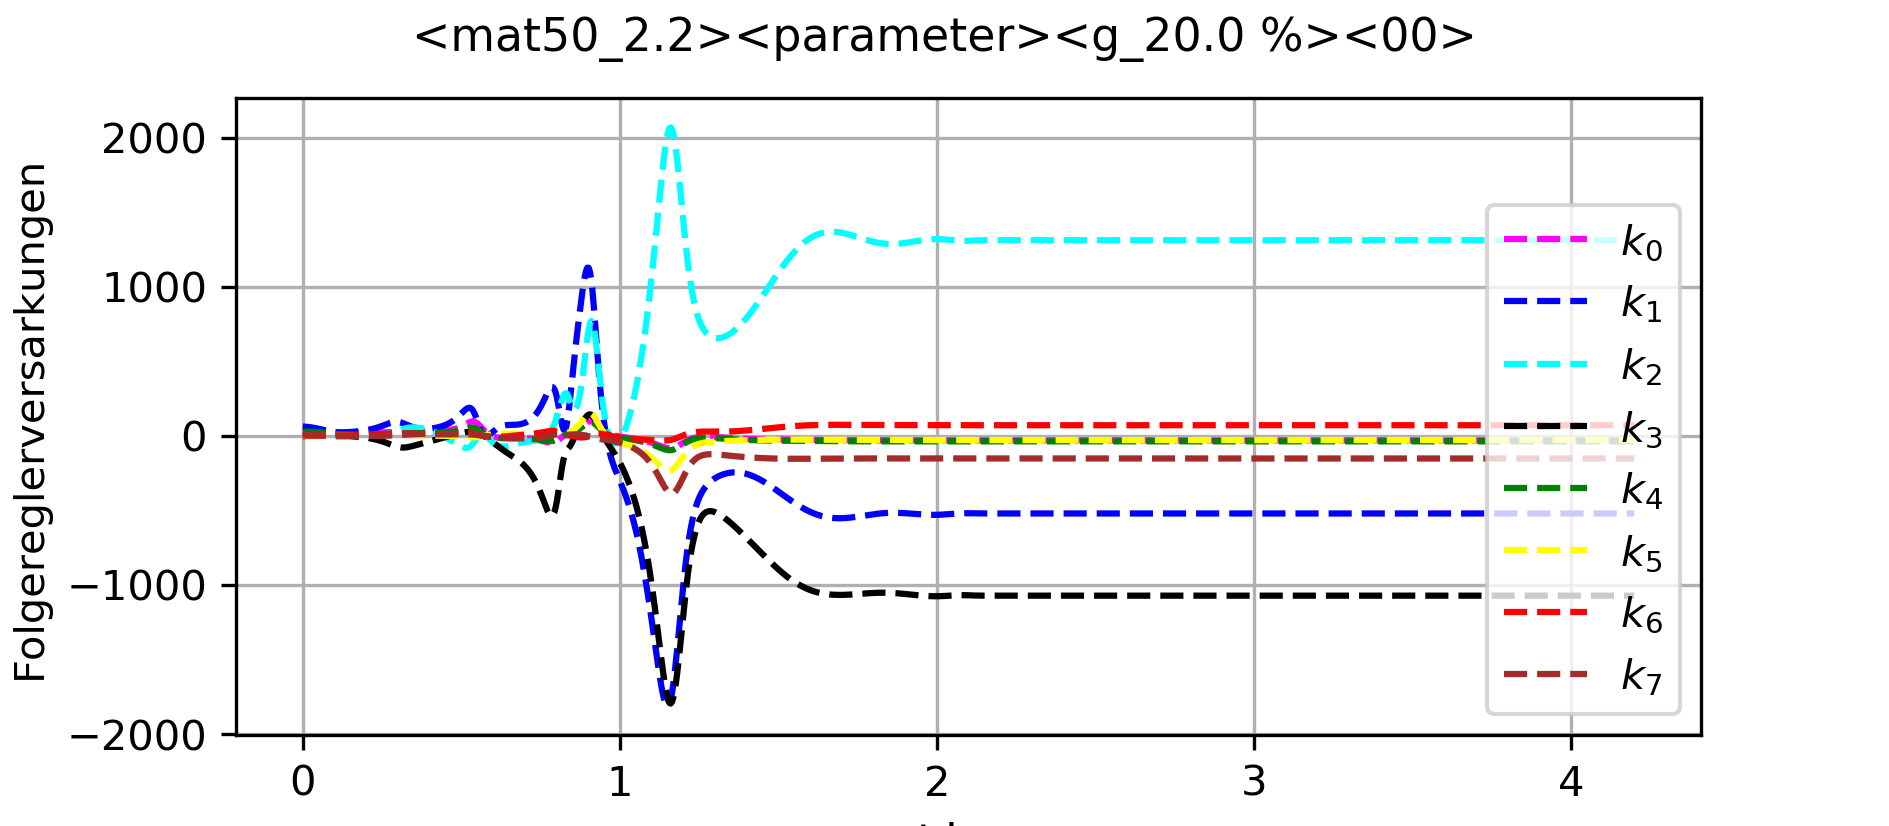 <mat50_2.2><parameter><g_20.0 %><00>
Folgereglerversarkungen
2000
1000
0
−1000
−2000
0 1 2 3 4
k0
k1
k2
k3
k4
k5
k6
k7